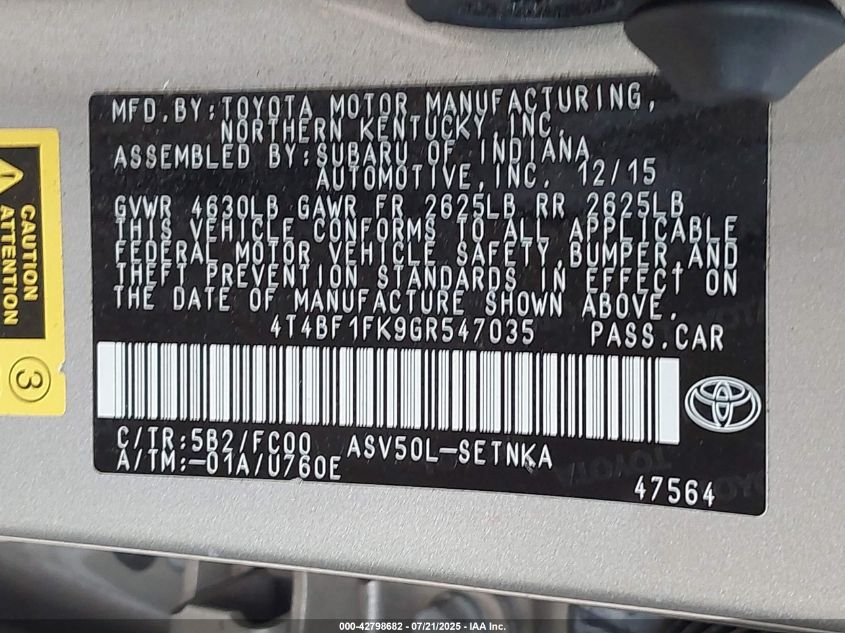 MFD.BY:TOYOTA MOTOR MANUFACTURING,
NORTHERN KENTUCKY,INC.
ASSEMBLED BY:SUBARU OF INDIANA
AUTOMOTIVE,INC. 12/15
GVWR 4630LB GAWR FR 2625LB RR 2625LB
THIS VEHICLE CONFORMS TO ALL APPLICABLE
FEDERAL MOTOR VEHICLE SAFETY, BUMPER AND
THEFT PREVENTION STANDARDS IN EFFECT ON
THE DATE OF MANUFACTURE SHOWN ABOVE.
4T4BF1FK9GR547035 PASS.CAR
C/TR:5B2/FC00 ASV50L-SETNKA
A/TM:-01A/U760E
47564
CAUTION
ATTENTION
3
TOYOTA
000-42798682 - 07/21/2025 - IAA Inc.